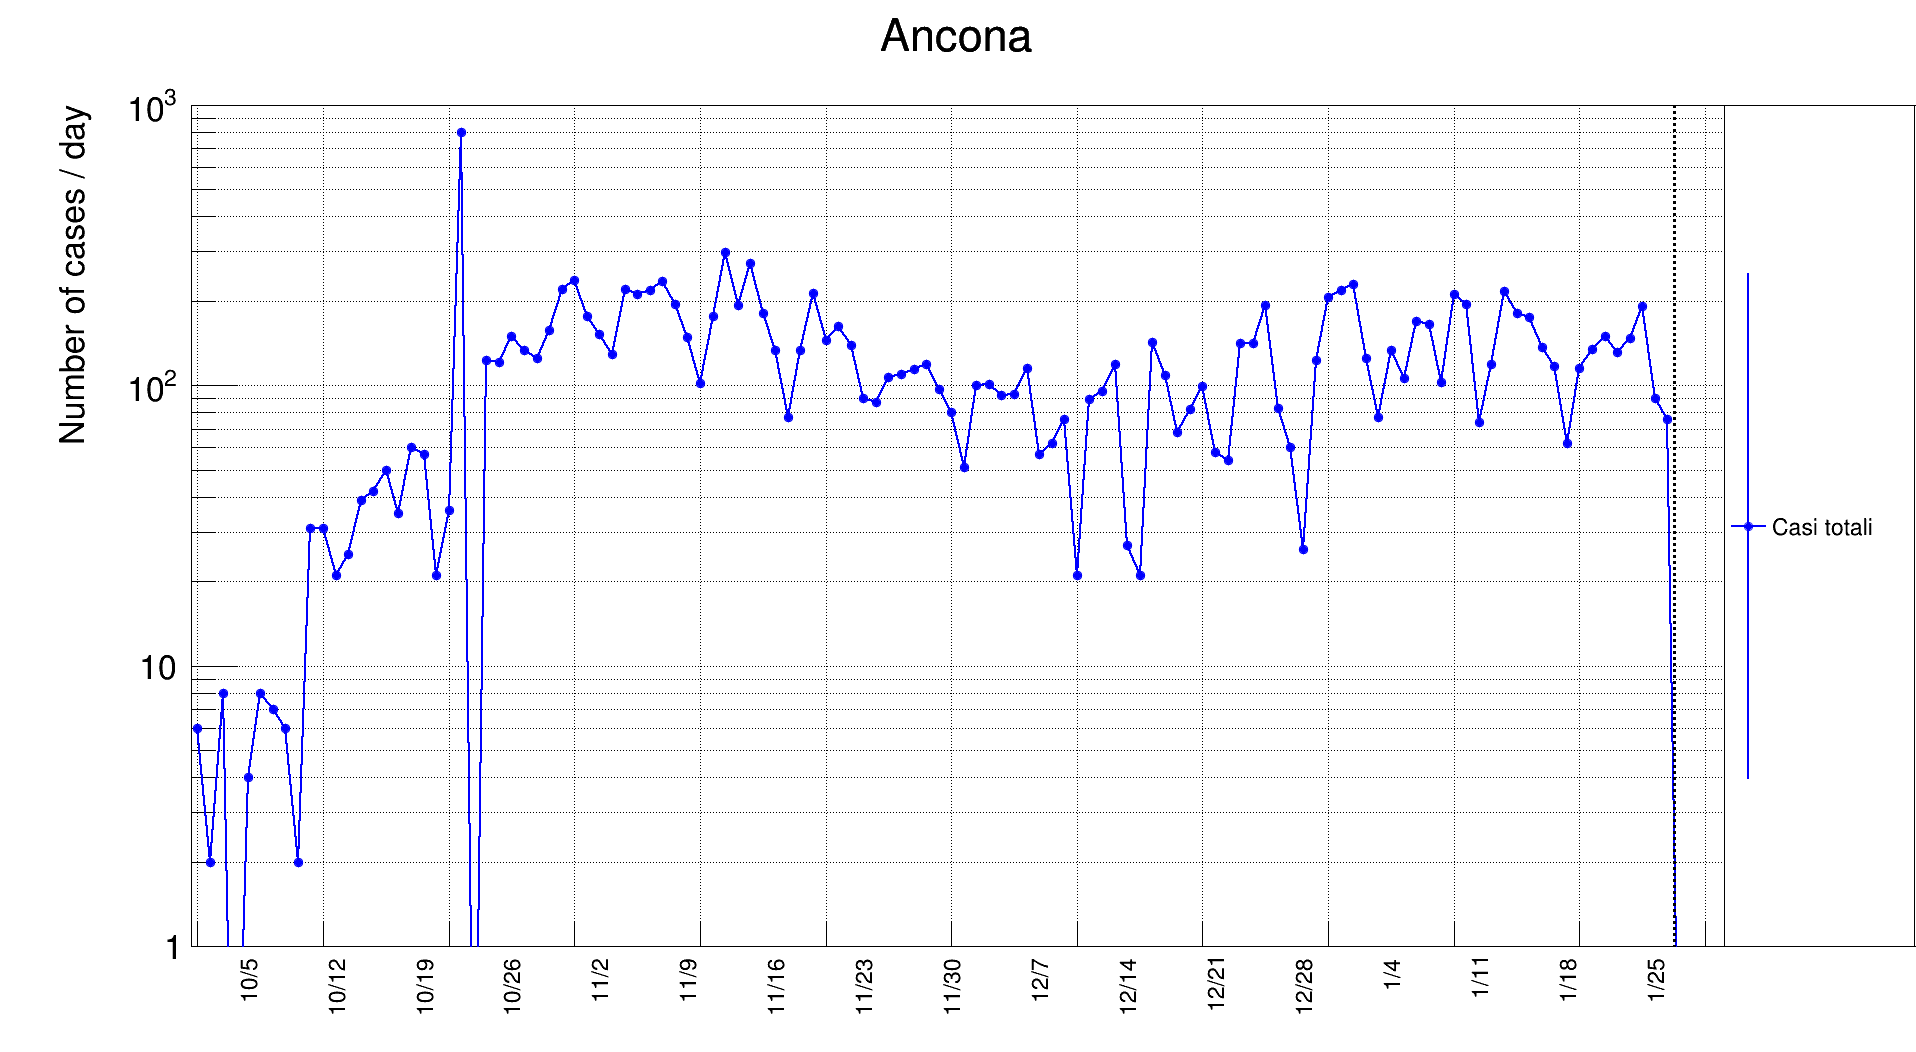 Ancona
Number of cases / day
10³
10²
10
1
10/5 10/12 10/19 10/26 11/2 11/9 11/16 11/23 11/30 12/7 12/14 12/21 12/28 1/4 1/11 1/18 1/25
Casi totali